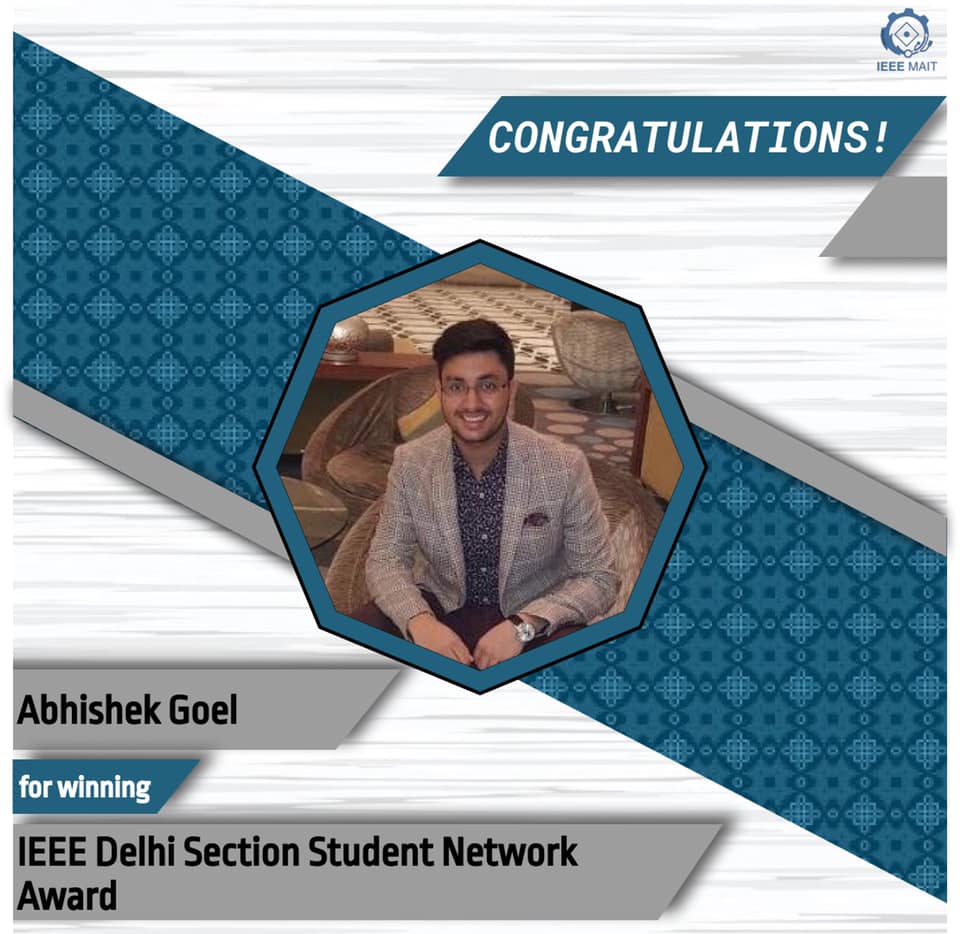 IEEE MAIT
CONGRATULATIONS!
Abhishek Goel
for winning
IEEE Delhi Section Student Network
Award